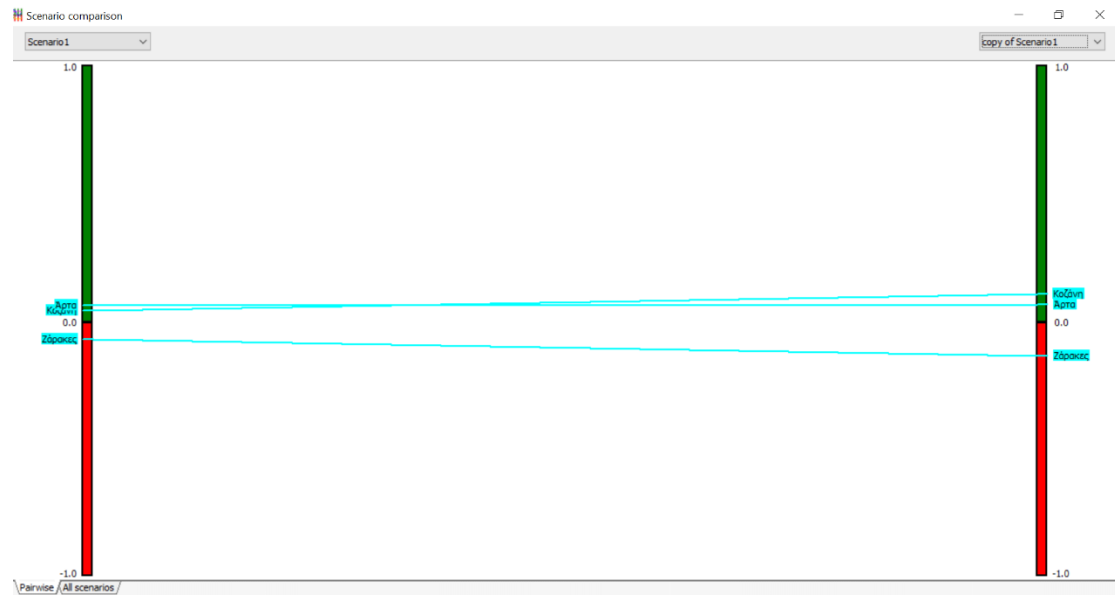 Scenario comparison
Scenario1
copy of Scenario1
1.0
1.0
Άρτα
Κοζάνη
0.0
Ζάρακες
Κοζάνη
Άρτα
0.0
Ζάρακες
-1.0
-1.0
Pairwise
All scenarios